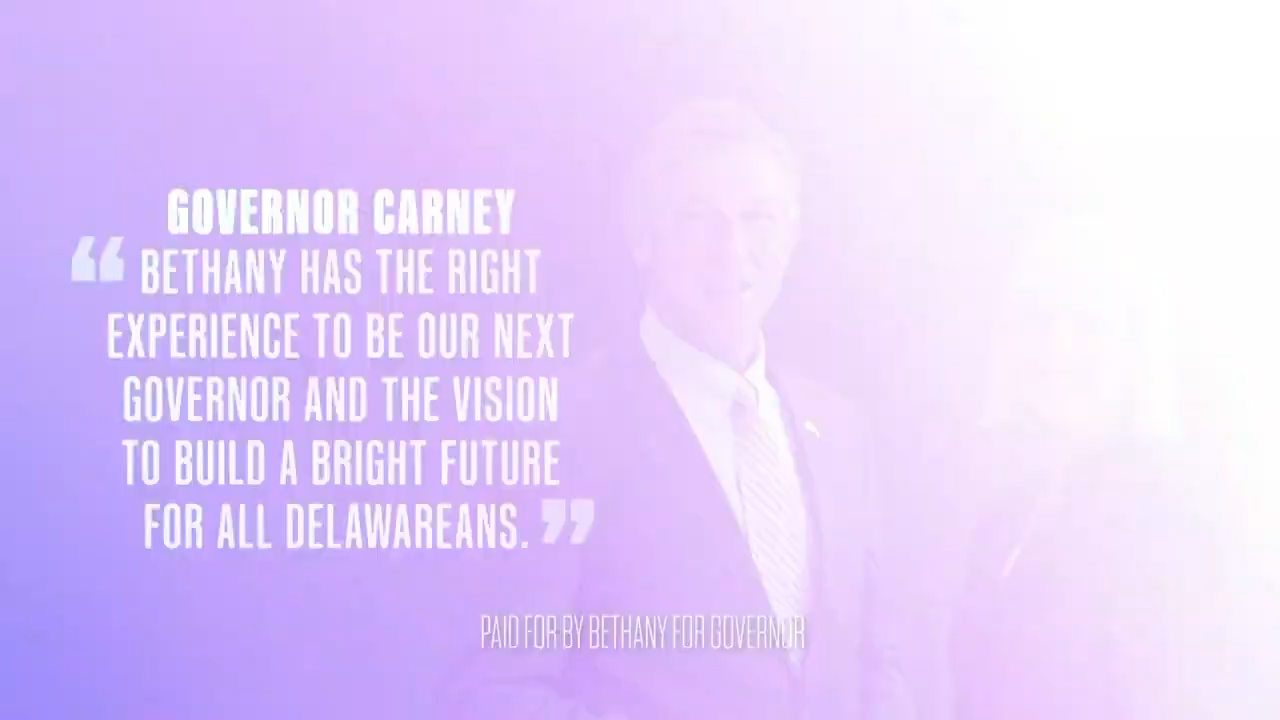 GOVERNOR CARNEY
“ BETHANY HAS THE RIGHT
EXPERIENCE TO BE OUR NEXT
GOVERNOR AND THE VISION
TO BUILD A BRIGHT FUTURE
FOR ALL DELAWAREANS. ”
PAID FOR BY BETHANY FOR GOVERNOR